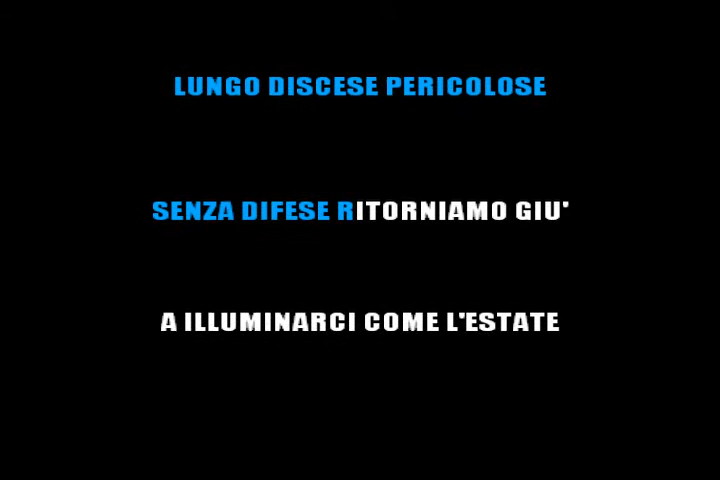 LUNGO DISCESE PERICOLOSE
SENZA DIFESE RITORNIAMO GIU'
A ILLUMINARCI COME L'ESTATE